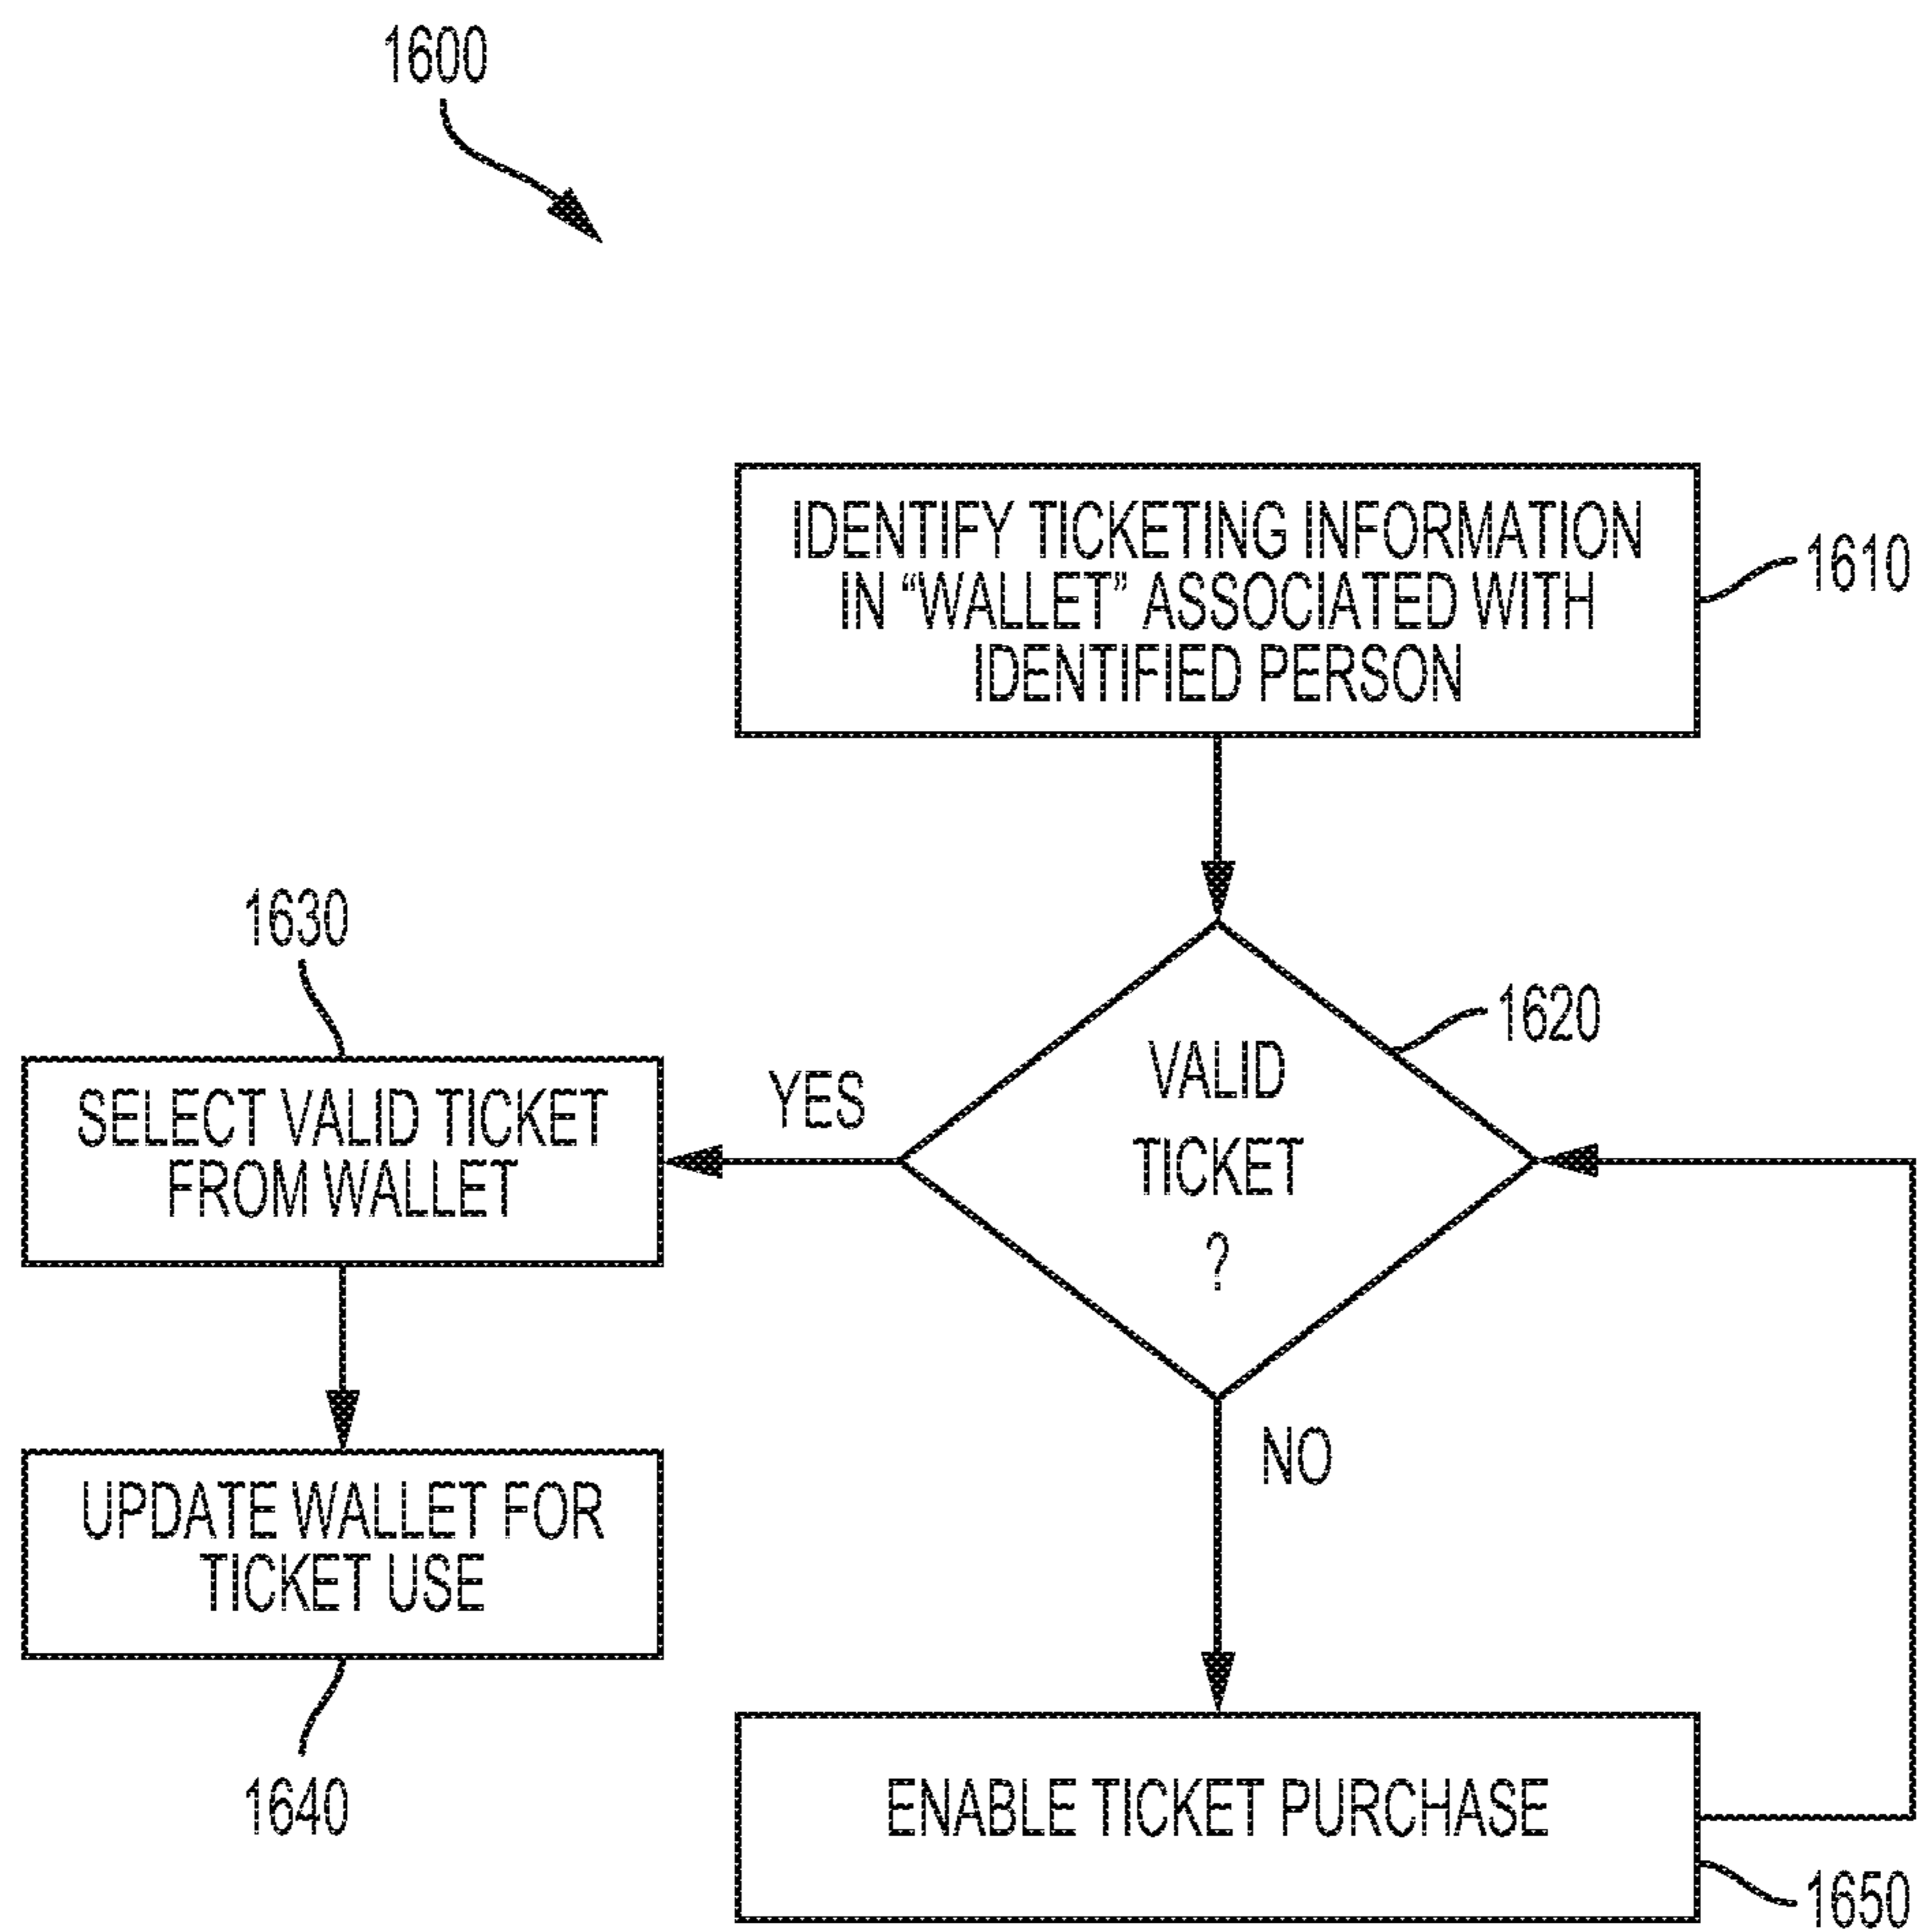 1600
IDENTIFY TICKETING INFORMATION
IN “WALLET” ASSOCIATED WITH
IDENTIFIED PERSON
1610
1630
1620
SELECT VALID TICKET
FROM WALLET
YES
VALID
TICKET
?
UPDATE WALLET FOR
TICKET USE
NO
1640
ENABLE TICKET PURCHASE
1650